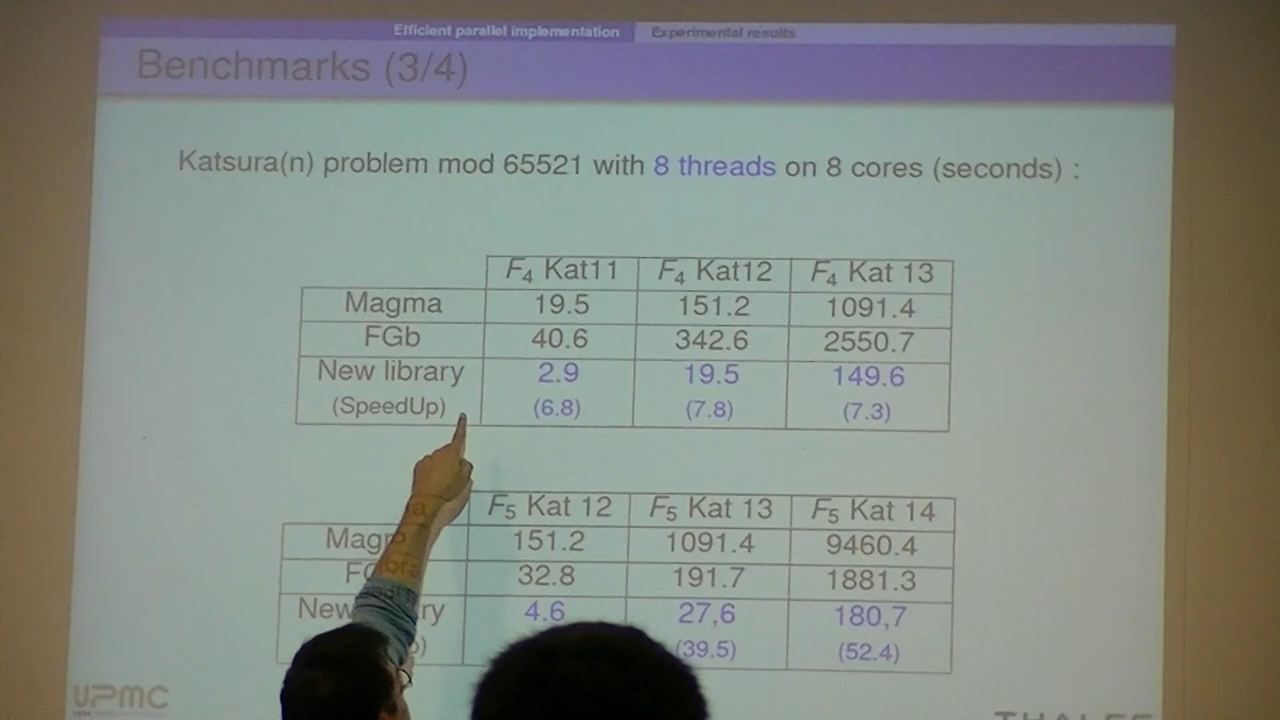 Efficient parallel implementation Experimental results
Benchmarks (3/4)
Katsura(n) problem mod 65521 with 8 threads on 8 cores (seconds) :
F4 Kat11 F4 Kat12 F4 Kat 13
Magma 19.5 151.2 1091.4
FGb 40.6 342.6 2550.7
New library 2.9 19.5 149.6
(SpeedUp) (6.8) (7.8) (7.3)
F5 Kat 12 F5 Kat 13 F5 Kat 14
151.2 1091.4 9460.4
32.8 191.7 1881.3
New 4.6 27,6 180,7
(39.5) (52.4)
UPMC